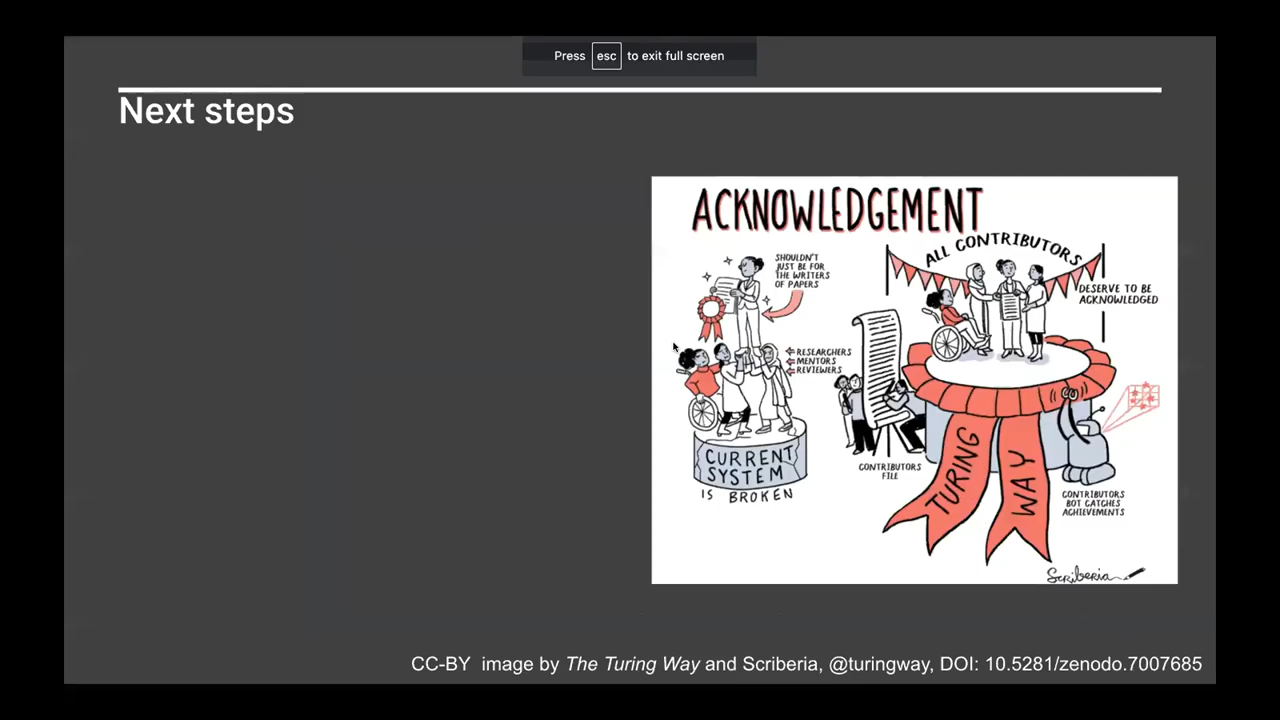 Press esc to exit full screen
Next steps
ACKNOWLEDGEMENT
SHOULDN'T
JUST BE FOR
THE WRITERS
OF PAPERS
RESEARCHERS
MENTORS
REVIEWERS
CURRENT
SYSTEM
IS BROKEN
ALL CONTRIBUTORS
DESERVE TO BE
ACKNOWLEDGED
CONTRIBUTORS
FILE
TURING
WAY
CONTRIBUTORS
BOT CATCHES
ACHIEVEMENTS
Scriberia
CC-BY image by The Turing Way and Scriberia, @turingway, DOI: 10.5281/zenodo.7007685